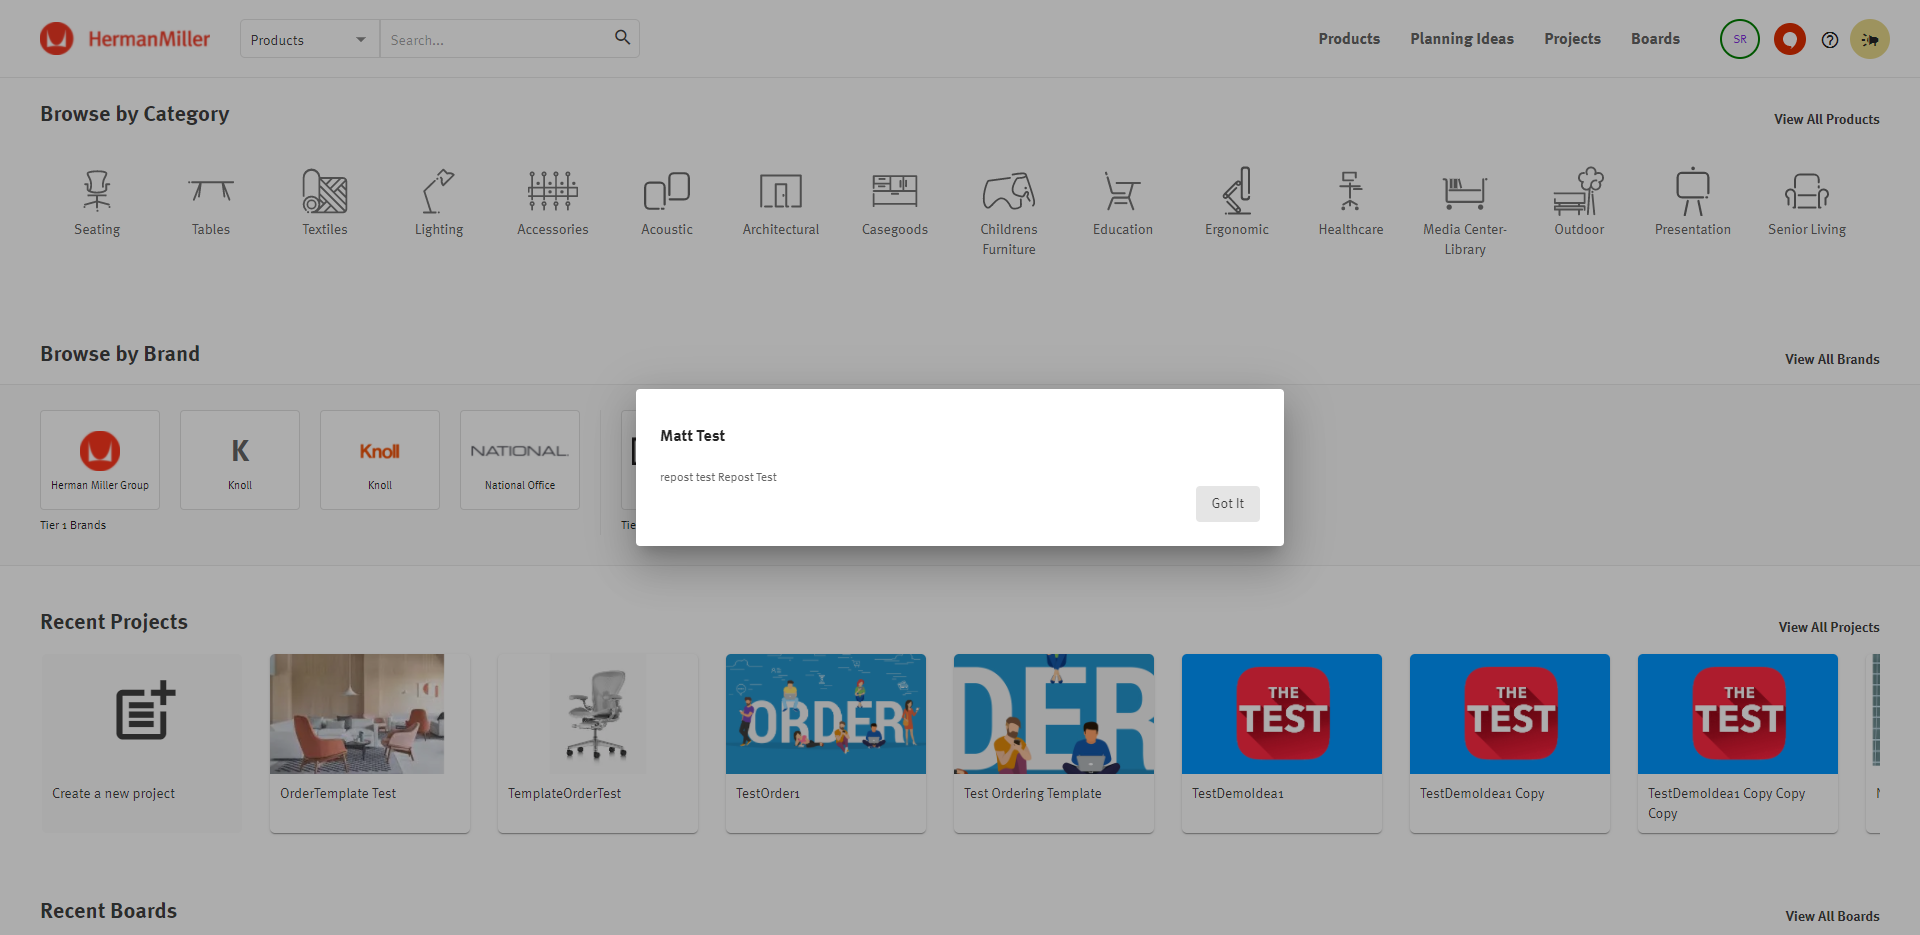 HermanMiller
Products
Search...
Products
Planning Ideas
Projects
Boards
SR
Browse by Category
View All Products
Seating
Tables
Textiles
Lighting
Accessories
Acoustic
Architectural
Casegoods
Childrens
Furniture
Education
Ergonomic
Healthcare
Media Center-
Library
Outdoor
Presentation
Senior Living
Browse by Brand
View All Brands
K
Knoll
NATIONAL
Herman Miller Group
Knoll
Knoll
National Office
Tier 1 Brands
Tie
Matt Test
repost test Repost Test
Got It
Recent Projects
View All Projects
ORDER
DER
THE
TEST
THE
TEST
THE
TEST
Create a new project
OrderTemplate Test
TemplateOrderTest
TestOrder1
Test Ordering Template
TestDemoIdea1
TestDemoIdea1 Copy
TestDemoIdea1 Copy Copy
Copy
Recent Boards
View All Boards